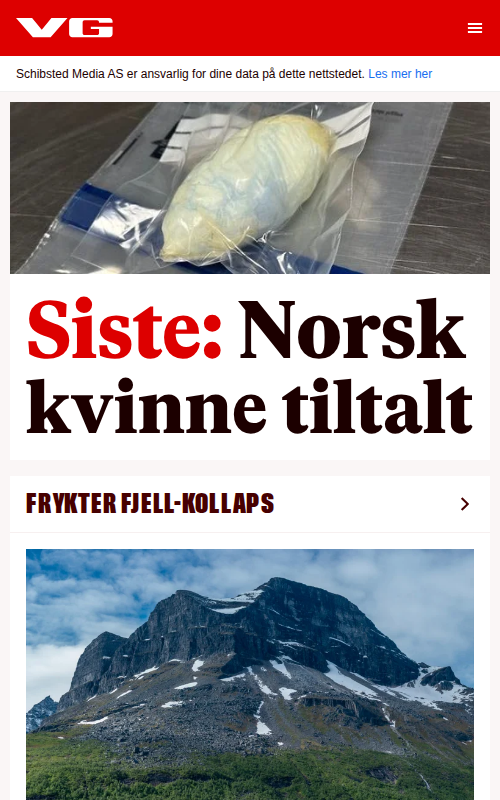 VG
Schibsted Media AS er ansvarlig for dine data på dette nettstedet. Les mer her
Siste: Norsk
kvinne tiltalt
FRYKTER FJELL-KOLLAPS